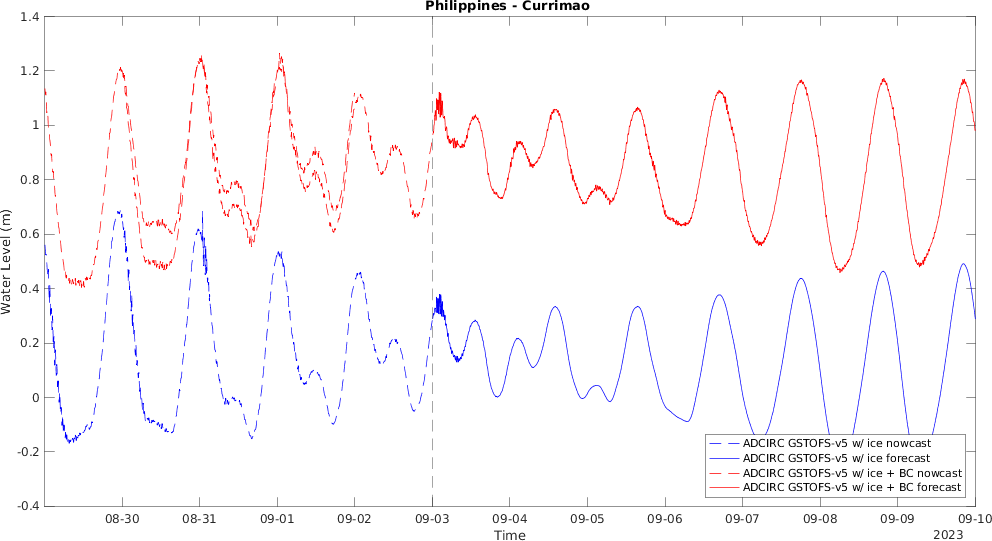 Philippines - Currimao
1.4
1.2
1
0.8
0.6
0.4
0.2
0
-0.2
-0.4
Water Level (m)
ADCIRC GSTOFS-v5 w/ ice nowcast
ADCIRC GSTOFS-v5 w/ ice forecast
ADCIRC GSTOFS-v5 w/ ice + BC nowcast
ADCIRC GSTOFS-v5 w/ ice + BC forecast
08-30 08-31 09-01 09-02 09-03 09-04 09-05 09-06 09-07 09-08 09-09 09-10
Time
2023